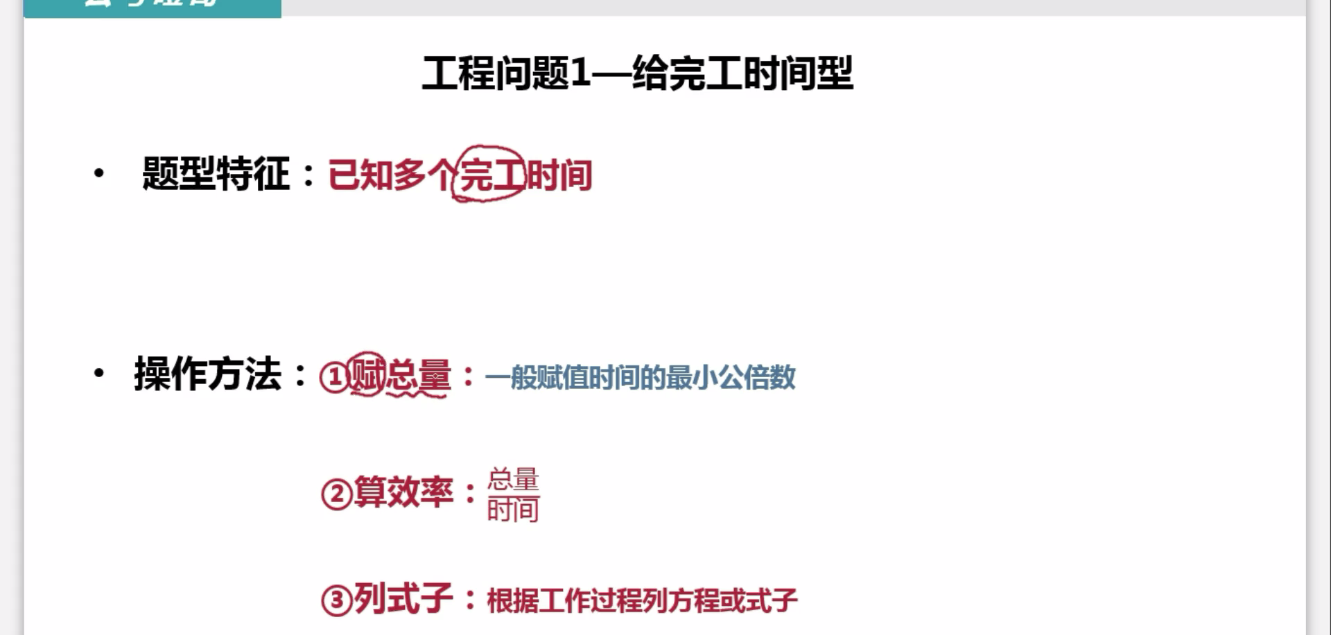 工程问题1—给完工时间型
• 题型特征：已知多个完工时间
• 操作方法：①赋总量：一般赋值时间的最小公倍数
②算效率：总量
时间
③列式子：根据工作过程列方程或式子